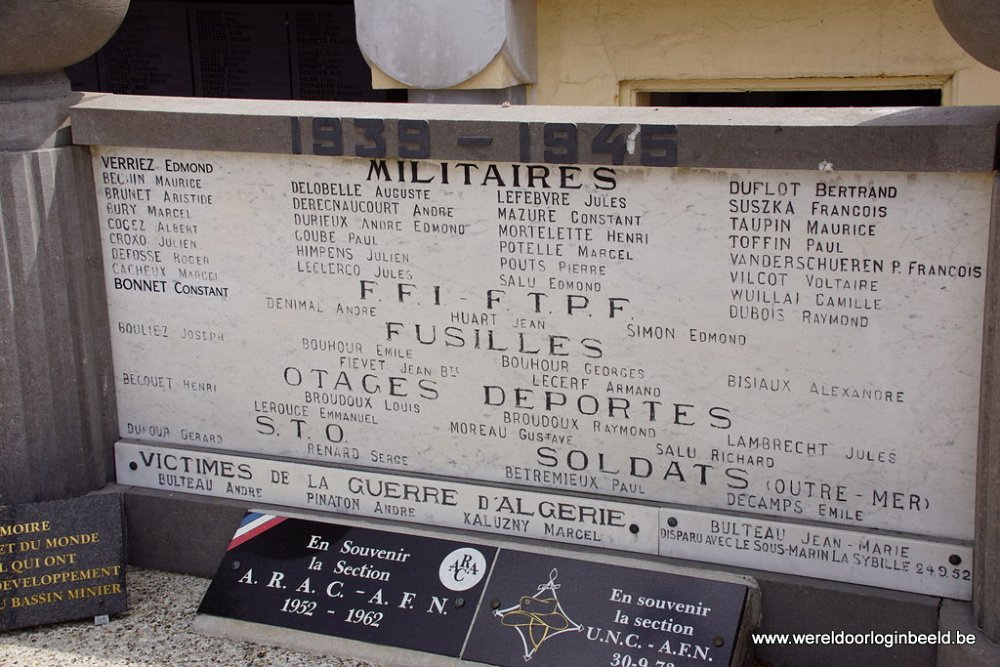 1939 - 1945
MILITAIRES
VERRIEZ EDMOND
BEGHIN MAURICE
BRUNET ARISTIDE
BURY MARCEL
COGEZ ALBERT
CROXO JULIEN
DEFOSSE ROGER
CACHEUX MARCEL
BONNET CONSTANT
DELOBELLE AUGUSTE
DERECNAUCOURT ANDRE
DURIEUX ANDRE EDMOND
GOUBE PAUL
HIMPENS JULIEN
LECLERCQ JULES
LEFEBVRE JULES
MAZURE CONSTANT
MORTELETTE HENRI
POTELLE MARCEL
POUTS PIERRE
SALU EDMOND
DUFLOT BERTRAND
SUSZKA FRANCOIS
TAUPIN MAURICE
TOFFIN PAUL
VANDERSCHUEREN P. FRANCOIS
VILCOT VOLTAIRE
WUILLAI CAMILLE
DUBOIS RAYMOND
F.F.I - F.T.P.F.
DENIMAL ANDRE HUART JEAN SIMON EDMOND
FUSILLES
BOULIEZ JOSEPH BOUHOUR EMILE BOUHOUR GEORGES BISIAUX ALEXANDRE
FIEVET JEAN Bte LECERF ARMAND
OTAGES DEPORTES
BECQUET HENRI BROUDOUX LOUIS BROUDOUX RAYMOND LAMBRECHT JULES
LEROUGE EMMANUEL MOREAU GUSTAVE SALU RICHARD
S.T.O. SOLDATS (OUTRE-MER)
DUFOUR GERARD RENARD SERGE BETREMIEUX PAUL DECAMPS EMILE
VICTIMES DE LA GUERRE D'ALGERIE
BULTEAU ANDRE PINATON ANDRE KALUZNY MARCEL
BULTEAU JEAN-MARIE
DISPARU AVEC LE SOUS-MARIN LA SYBILLE 24.9.52
MOIRE
ET DU MONDE
QUI ONT
DEVELOPPEMENT
U BASSIN MINIER
En Souvenir
la Section
A.R.A.C. - A.F.N.
1952 - 1962
ARAC
En souvenir
la section
U.N.C. - A.F.N.
30-9-73
www.wereldoorloginbeeld.be